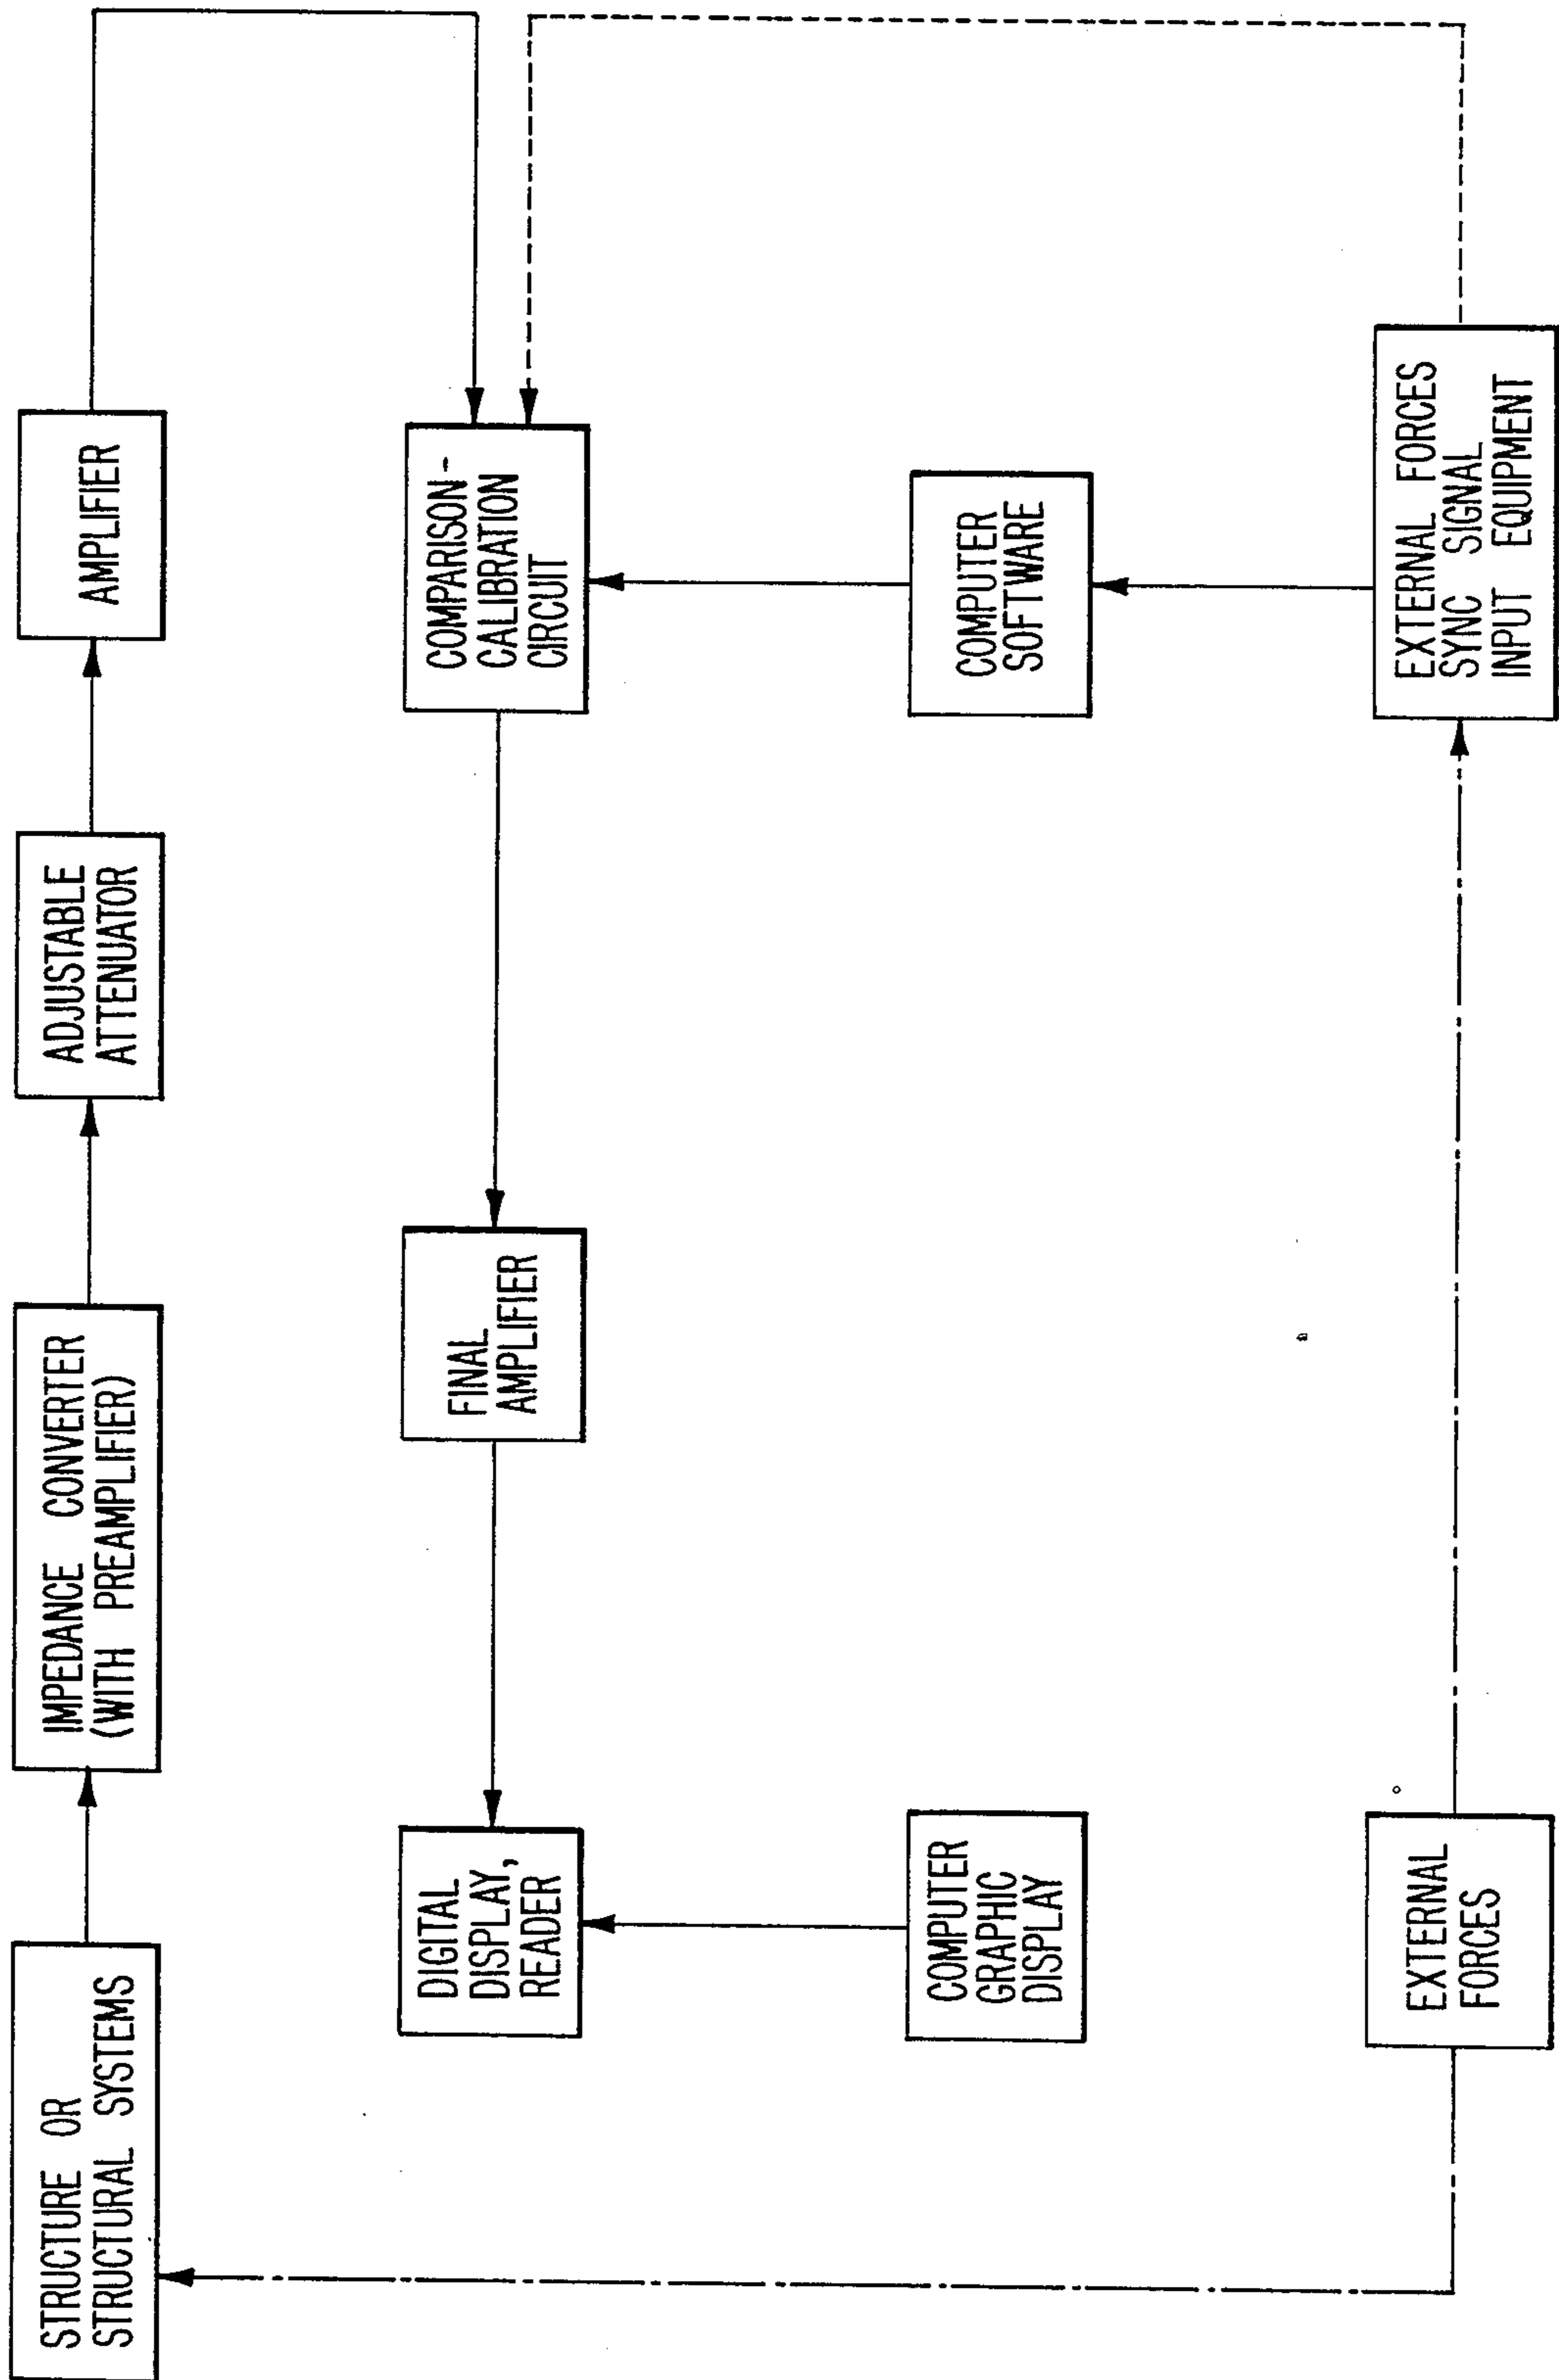 STRUCTURE OR
STRUCTURAL SYSTEMS
IMPEDANCE CONVERTER
(WITH PREAMPLIFIER)
ADJUSTABLE
ATTENUATOR
AMPLIFIER
DIGITAL
DISPLAY,
READER
FINAL
AMPLIFIER
COMPARISON-
CALIBRATION
CIRCUIT
COMPUTER
GRAPHIC
DISPLAY
COMPUTER
SOFTWARE
EXTERNAL
FORCES
EXTERNAL FORCES
SYNC SIGNAL
INPUT EQUIPMENT